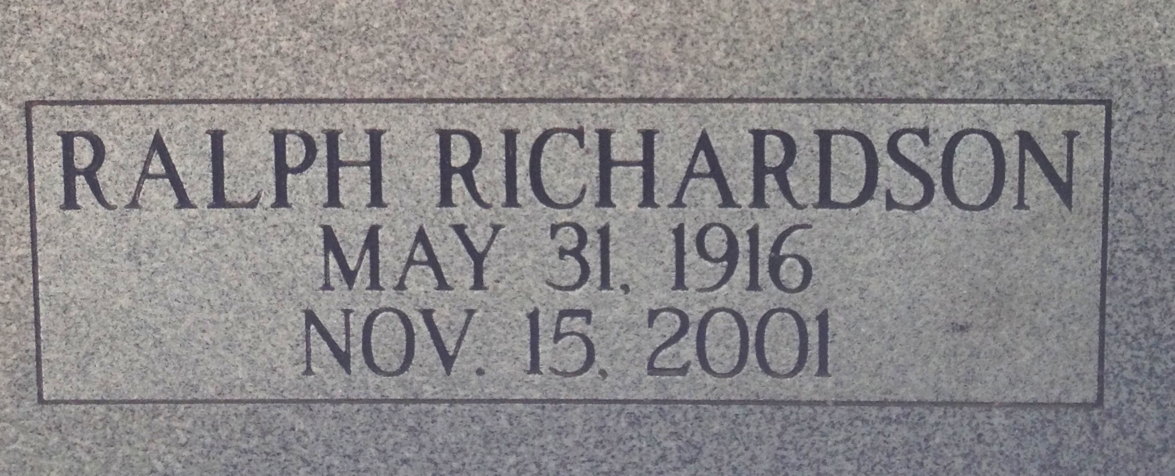 RALPH RICHARDSON
MAY 31, 1916
NOV. 15, 2001